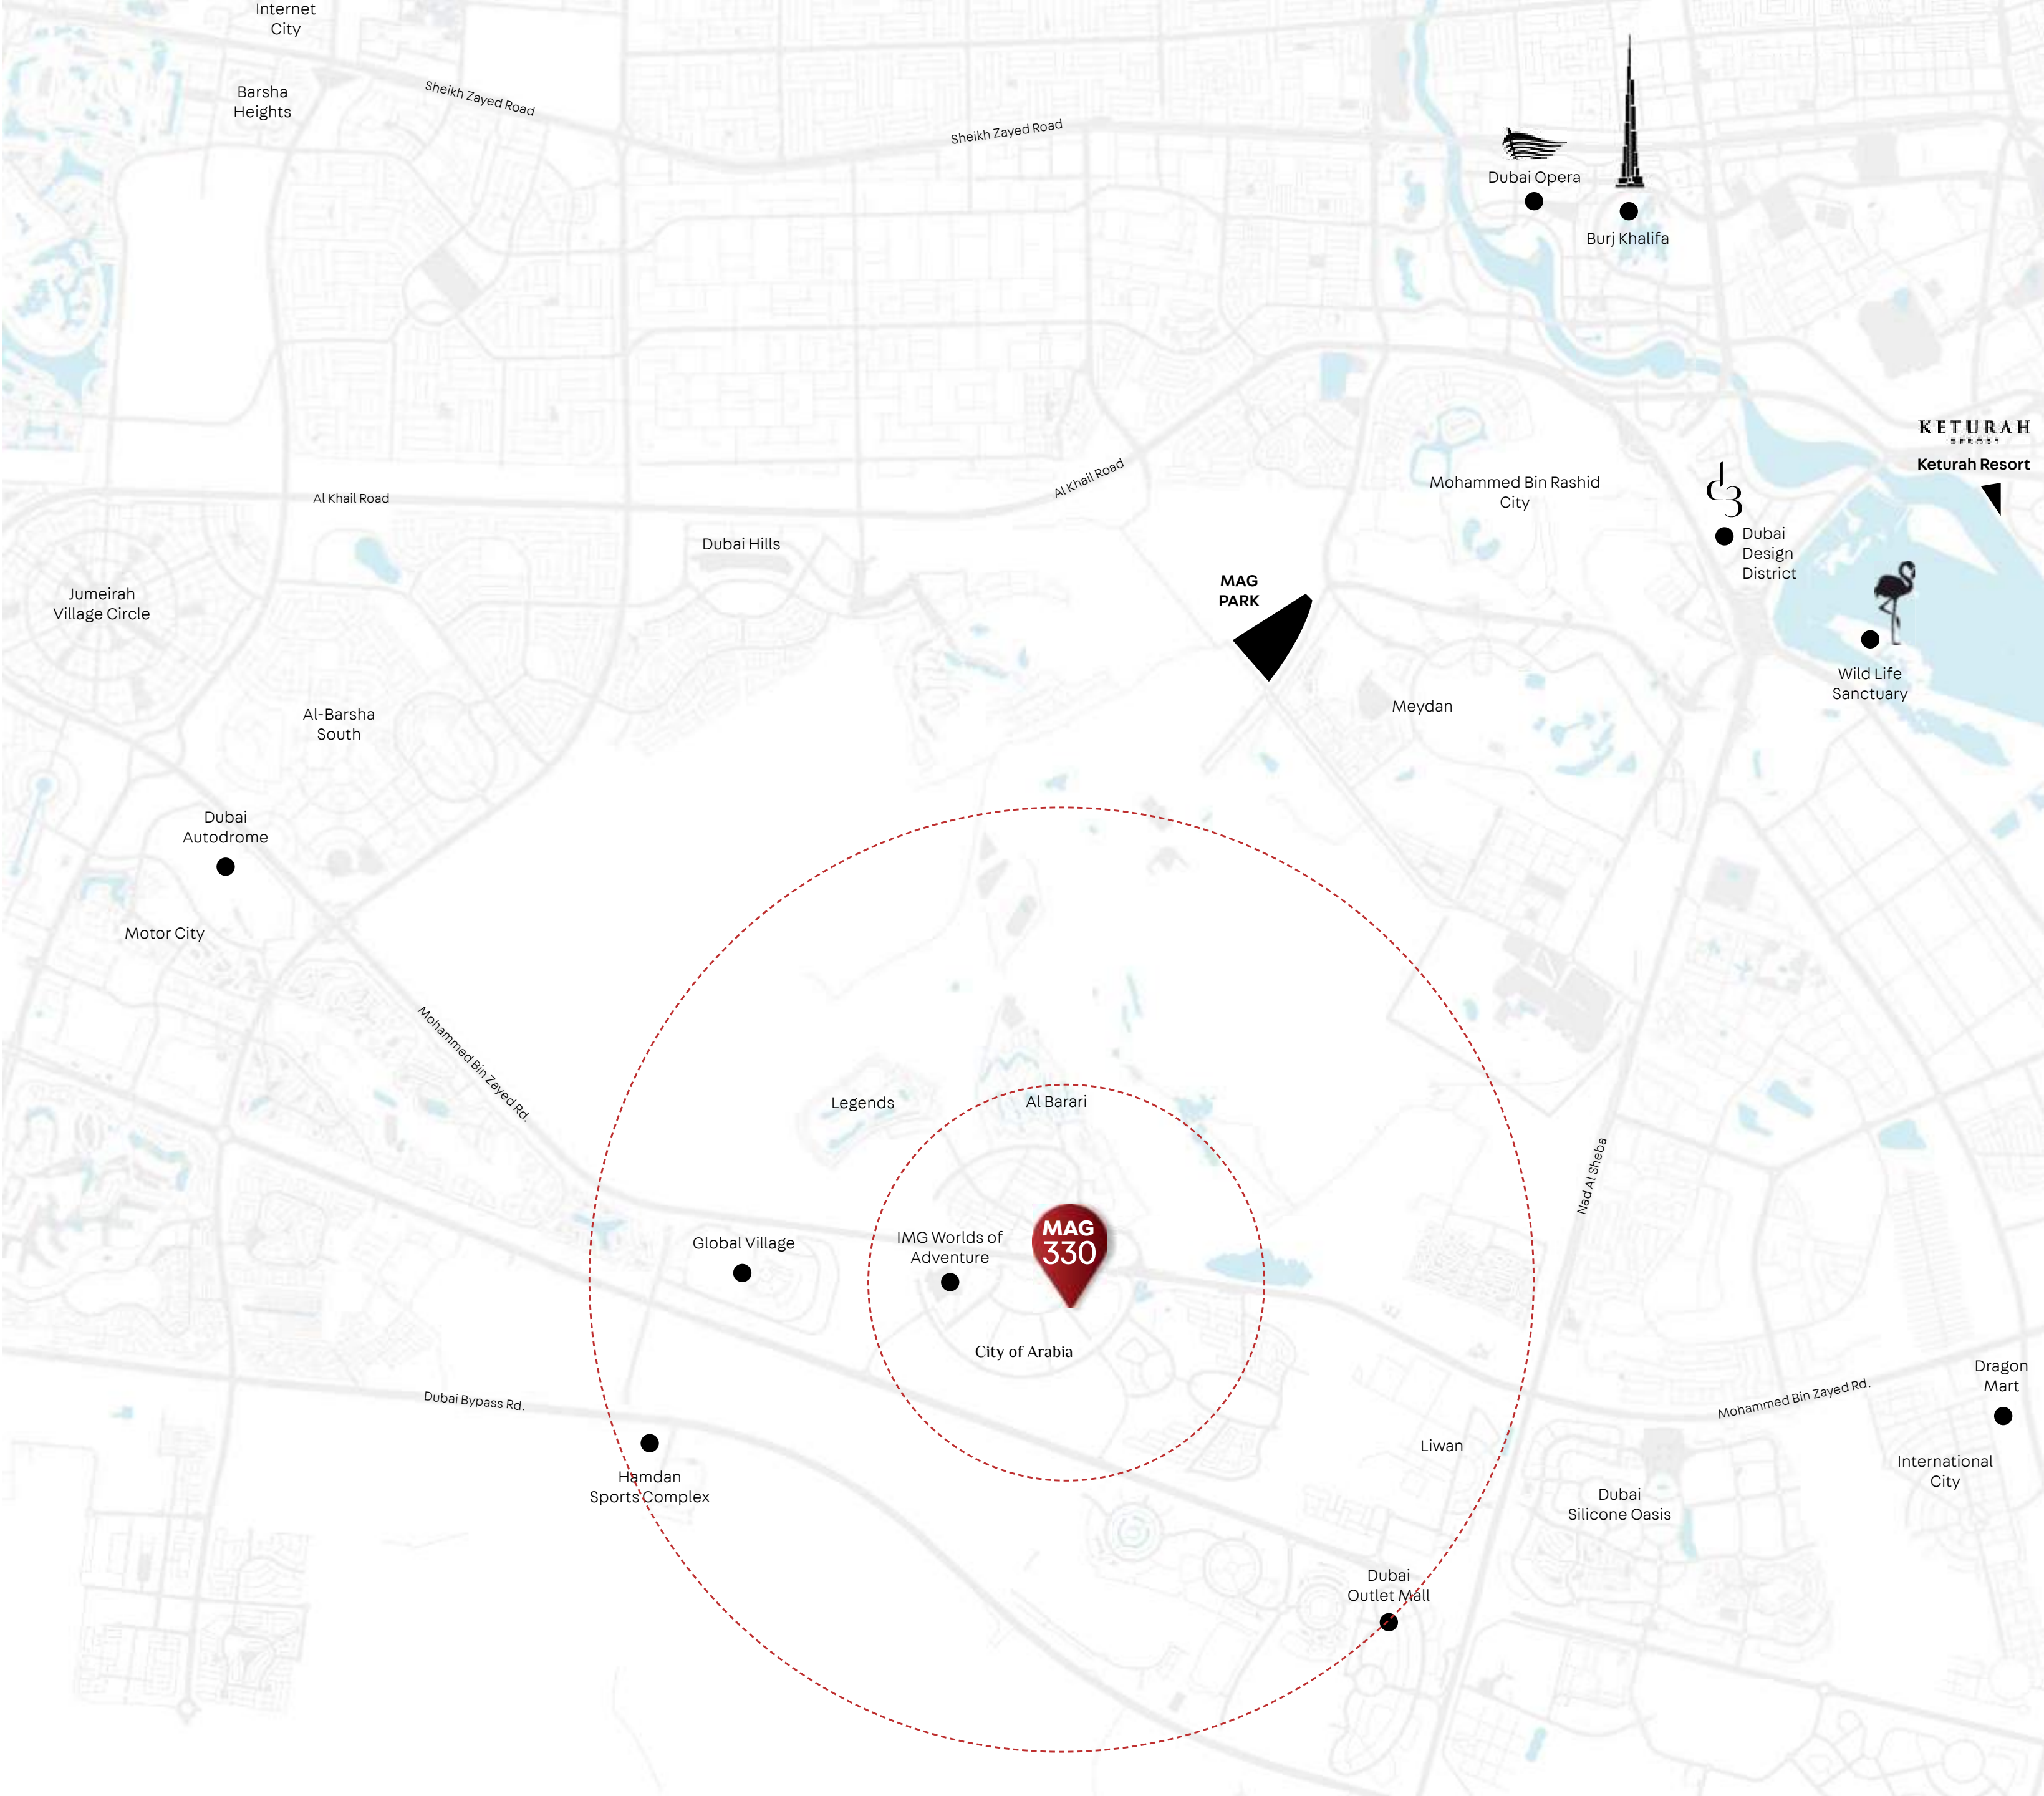 Internet
City
Barsha
Heights
Sheikh Zayed Road
Sheikh Zayed Road
Dubai Opera
Burj Khalifa
KETURAH
Keturah Resort
Al Khail Road
Al Khail Road
Mohammed Bin Rashid
City
d3
Dubai
Design
District
Dubai Hills
MAG
PARK
Jumeirah
Village Circle
Wild Life
Sanctuary
Al-Barsha
South
Meydan
Dubai
Autodrome
Motor City
Mohammed Bin Zayed Rd.
Legends
Al Barari
Nad Al Sheba
Global Village
IMG Worlds of
Adventure
MAG
330
City of Arabia
Dubai Bypass Rd.
Mohammed Bin Zayed Rd.
Dragon
Mart
Hamdan
Sports Complex
Liwan
International
City
Dubai
Silicone Oasis
Dubai
Outlet Mall